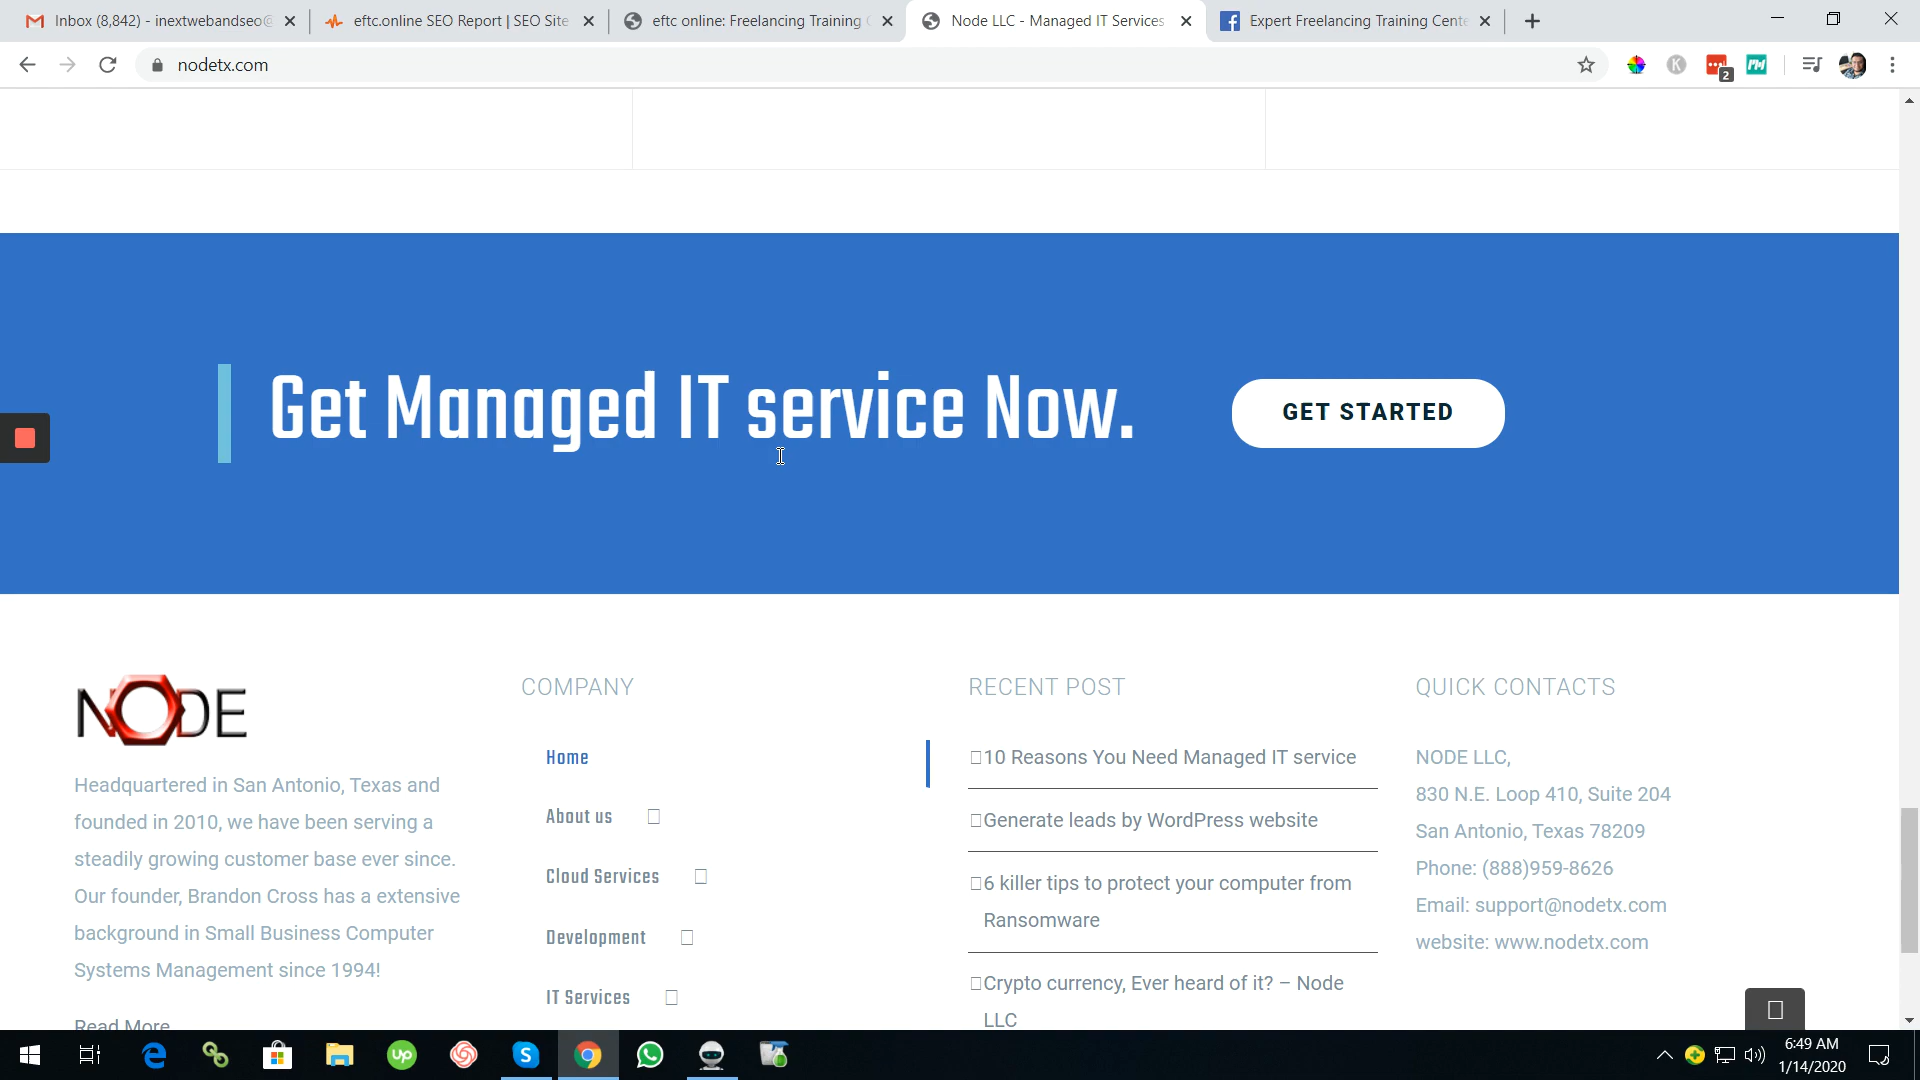 Inbox (8,842) - inextwebandseo@
eftc.online SEO Report | SEO Site
eftc online: Freelancing Training
Node LLC - Managed IT Services
Expert Freelancing Training Cent
nodetx.com
K
2
Get Managed IT service Now.
GET STARTED
NODE
Headquartered in San Antonio, Texas and
founded in 2010, we have been serving a
steadily growing customer base ever since.
Our founder, Brandon Cross has a extensive
background in Small Business Computer
Systems Management since 1994!
Read More
COMPANY
Home
About us
Cloud Services
Development
IT Services
RECENT POST
10 Reasons You Need Managed IT service
Generate leads by WordPress website
6 killer tips to protect your computer from
Ransomware
Crypto currency, Ever heard of it? – Node
LLC
QUICK CONTACTS
NODE LLC,
830 N.E. Loop 410, Suite 204
San Antonio, Texas 78209
Phone: (888)959-8626
Email: support@nodetx.com
website: www.nodetx.com
up
6:49 AM
1/14/2020